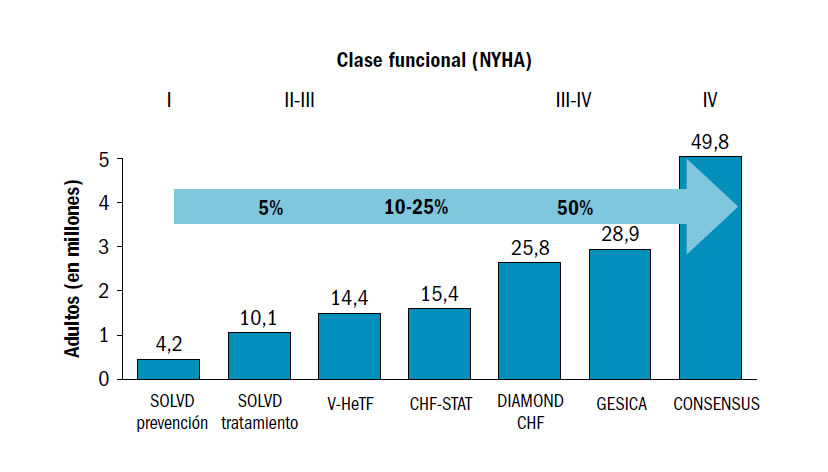 Clase funcional (NYHA)
I II-III III-IV IV
Adultos (en millones)
5
4
3
2
1
0
5% 10-25% 50%
4,2
10,1
14,4
15,4
25,8
28,9
49,8
SOLVD
prevención
SOLVD
tratamiento
V-HeTF
CHF-STAT
DIAMOND
CHF
GESICA
CONSENSUS